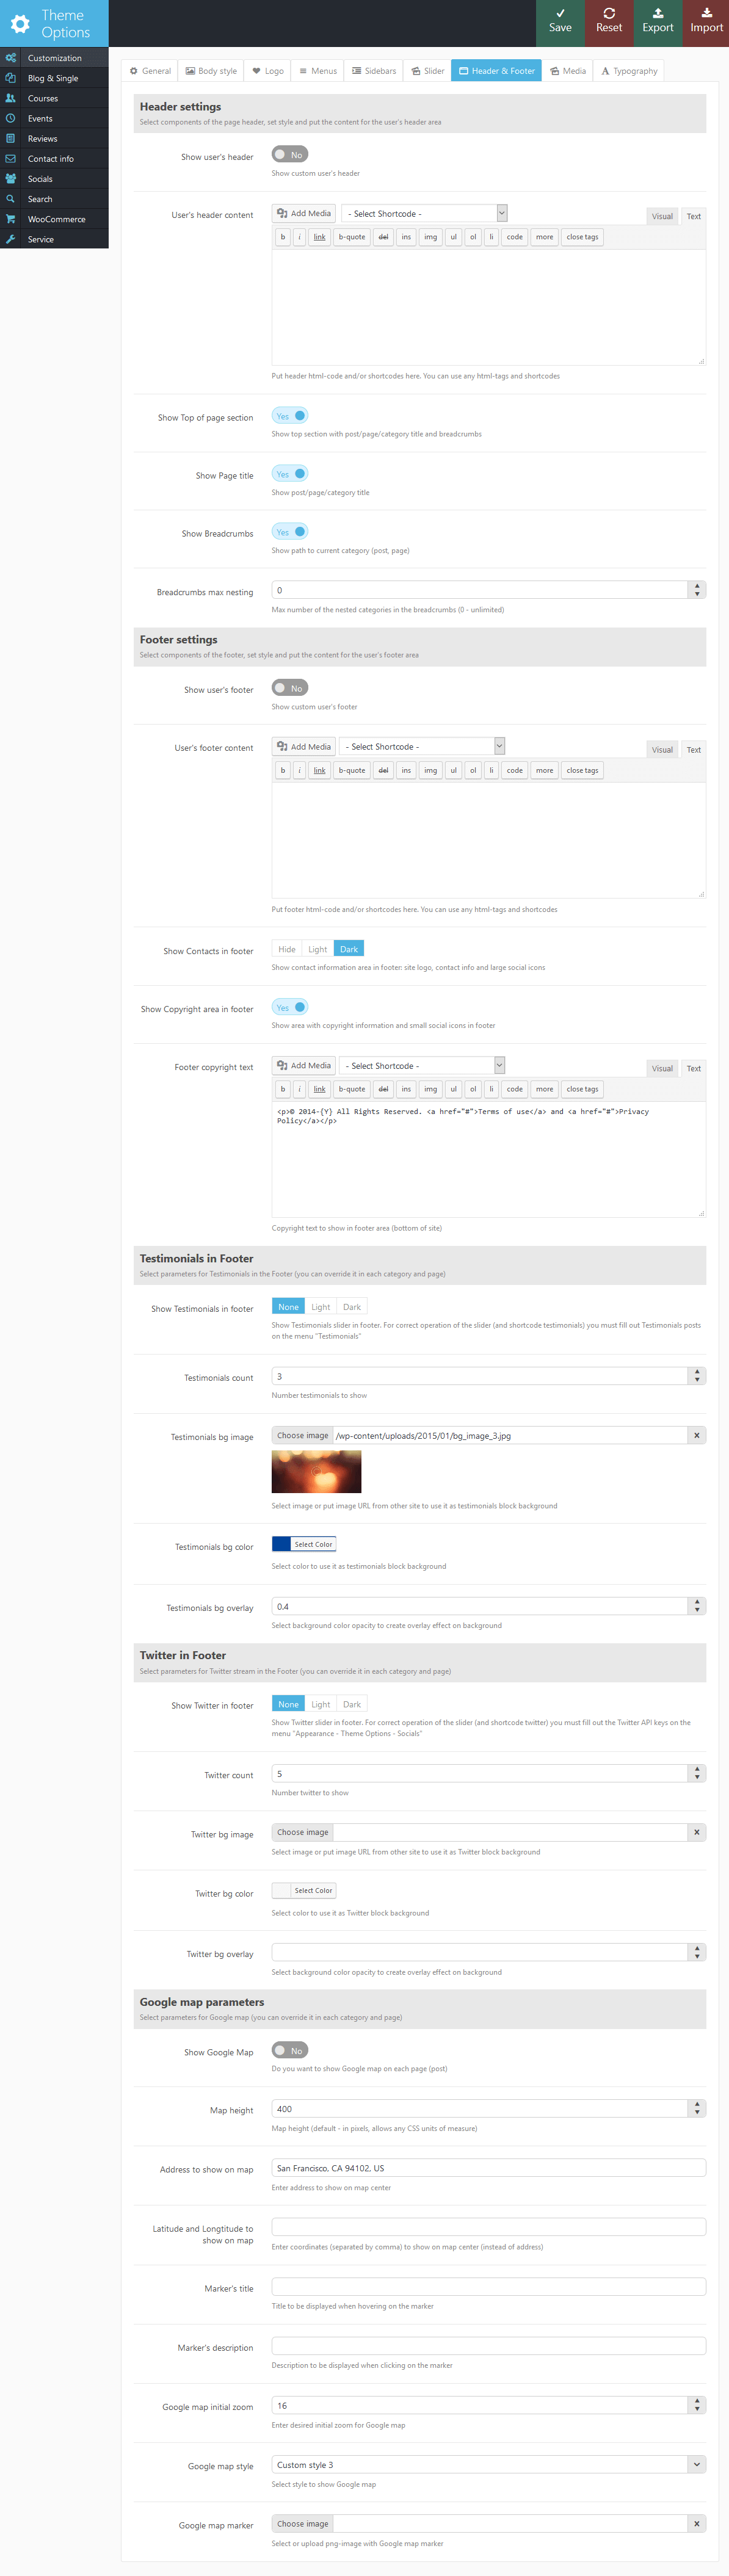 Theme
Options
Save
Reset
Export
Import
Customization
Blog & Single
Courses
Events
Reviews
Contact info
Socials
Search
WooCommerce
Service
General
Body style
Logo
Menus
Sidebars
Slider
Header & Footer
Media
Typography
Header settings
Select components of the page header, set style and put the content for the user's header area
Show user's header
No
Show custom user's header
User's header content
Add Media
- Select Shortcode -
Visual
Text
b i link b-quote del ins img ul ol li code more close tags
Put header html-code and/or shortcodes here. You can use any html-tags and shortcodes
Show Top of page section
Yes
Show top section with post/page/category title and breadcrumbs
Show Page title
Yes
Show post/page/category title
Show Breadcrumbs
Yes
Show path to current category (post, page)
Breadcrumbs max nesting
0
Max number of the nested categories in the breadcrumbs (0 - unlimited)
Footer settings
Select components of the footer, set style and put the content for the user's footer area
Show user's footer
No
Show custom user's footer
User's footer content
Add Media
- Select Shortcode -
Visual
Text
b i link b-quote del ins img ul ol li code more close tags
Put footer html-code and/or shortcodes here. You can use any html-tags and shortcodes
Show Contacts in footer
Hide
Light
Dark
Show contact information area in footer: site logo, contact info and large social icons
Show Copyright area in footer
Yes
Show area with copyright information and small social icons in footer
Footer copyright text
Add Media
- Select Shortcode -
Visual
Text
b i link b-quote del ins img ul ol li code more close tags
<p>© 2014-{Y} All Rights Reserved. <a href="#">Terms of use</a> and <a href="#">Privacy
Policy</a></p>
Copyright text to show in footer area (bottom of site)
Testimonials in Footer
Select parameters for Testimonials in the Footer (you can override it in each category and page)
Show Testimonials in footer
None
Light
Dark
Show Testimonials slider in footer. For correct operation of the slider (and shortcode testimonials) you must fill out Testimonials posts
on the menu "Testimonials"
Testimonials count
3
Number testimonials to show
Testimonials bg image
Choose image
/wp-content/uploads/2015/01/bg_image_3.jpg
Select image or put image URL from other site to use it as testimonials block background
Testimonials bg color
Select Color
Select color to use it as testimonials block background
Testimonials bg overlay
0.4
Select background color opacity to create overlay effect on background
Twitter in Footer
Select parameters for Twitter stream in the Footer (you can override it in each category and page)
Show Twitter in footer
None
Light
Dark
Show Twitter slider in footer. For correct operation of the slider (and shortcode twitter) you must fill out the Twitter API keys on the
menu "Appearance - Theme Options - Socials"
Twitter count
5
Number twitter to show
Twitter bg image
Choose image
Select image or put image URL from other site to use it as Twitter block background
Twitter bg color
Select Color
Select color to use it as Twitter block background
Twitter bg overlay
Select background color opacity to create overlay effect on background
Google map parameters
Select parameters for Google map (you can override it in each category and page)
Show Google Map
No
Do you want to show Google map on each page (post)
Map height
400
Map height (default - in pixels, allows any CSS units of measure)
Address to show on map
San Francisco, CA 94102, US
Enter address to show on map center
Latitude and Longtitude to
show on map
Enter coordinates (separated by comma) to show on map center (instead of address)
Marker's title
Title to be displayed when hovering on the marker
Marker's description
Description to be displayed when clicking on the marker
Google map initial zoom
16
Enter desired initial zoom for Google map
Google map style
Custom style 3
Select style to show Google map
Google map marker
Choose image
Select or upload png-image with Google map marker